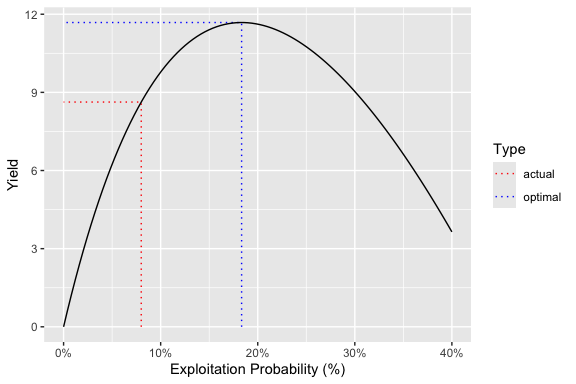 12
9
6
3
0
Yield
0%
10%
20%
30%
40%
Exploitation Probability (%)
Type
actual
optimal